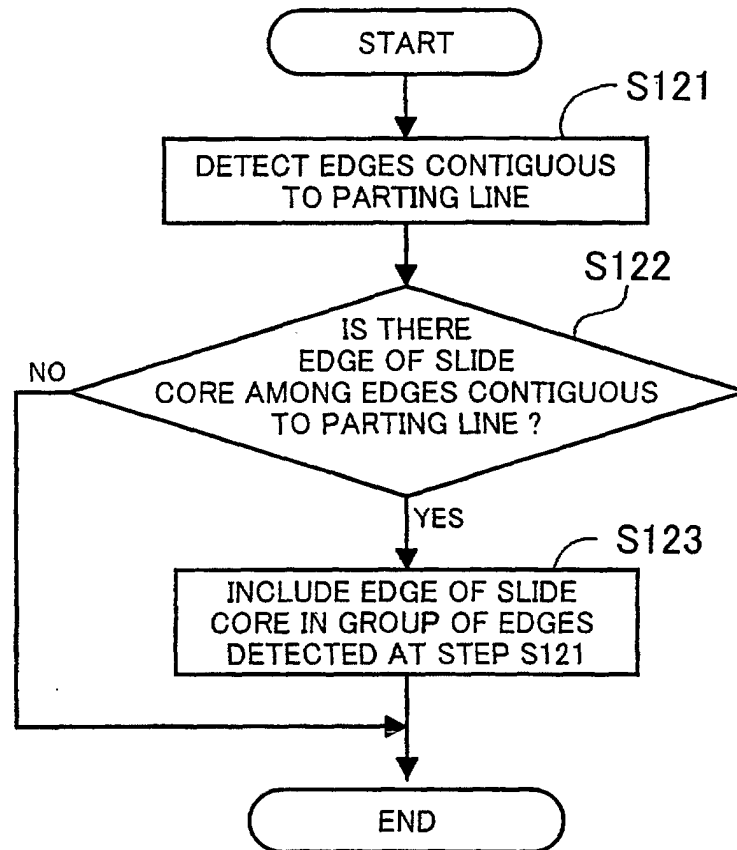 START
S121
DETECT EDGES CONTIGUOUS
TO PARTING LINE
S122
IS THERE
EDGE OF SLIDE
CORE AMONG EDGES CONTIGUOUS
TO PARTING LINE ?
NO
YES
S123
INCLUDE EDGE OF SLIDE
CORE IN GROUP OF EDGES
DETECTED AT STEP S121
END